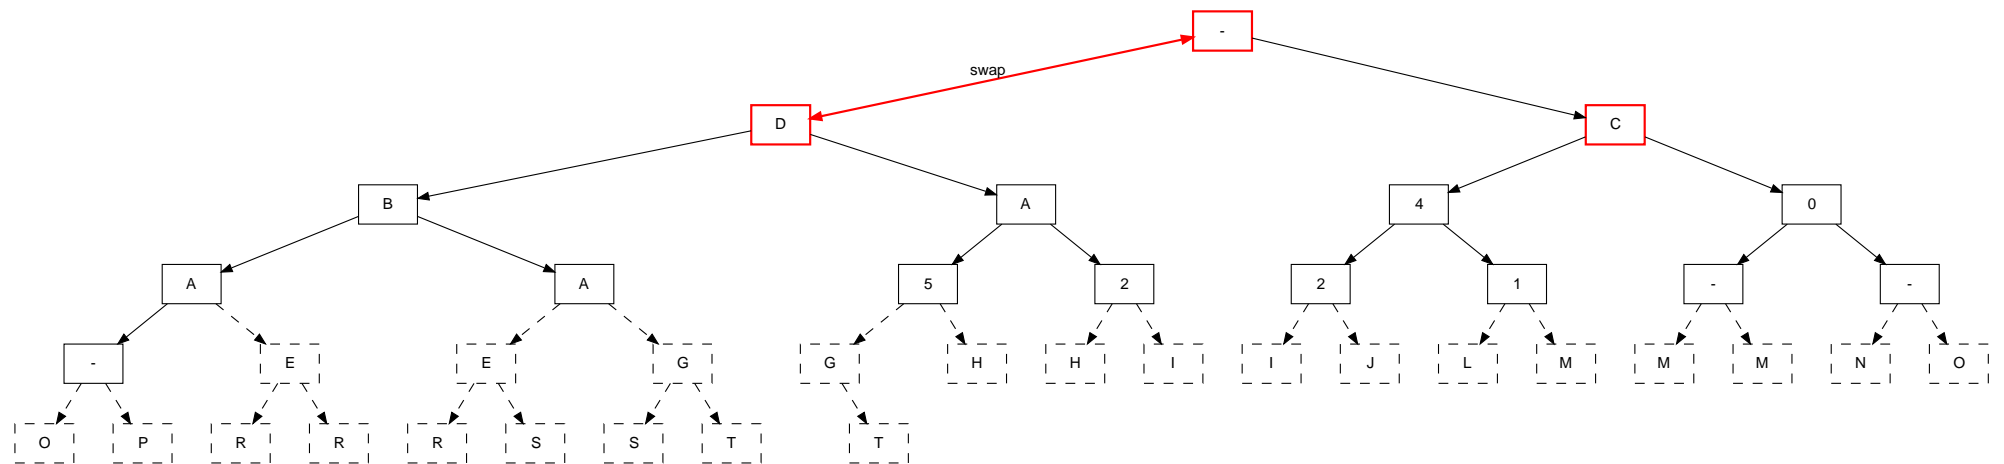 -
swap
D C
B A 4 0
A A 5 2 2 1 - -
- E E G G H H I I J L M M M N O
O P R R R S S T T